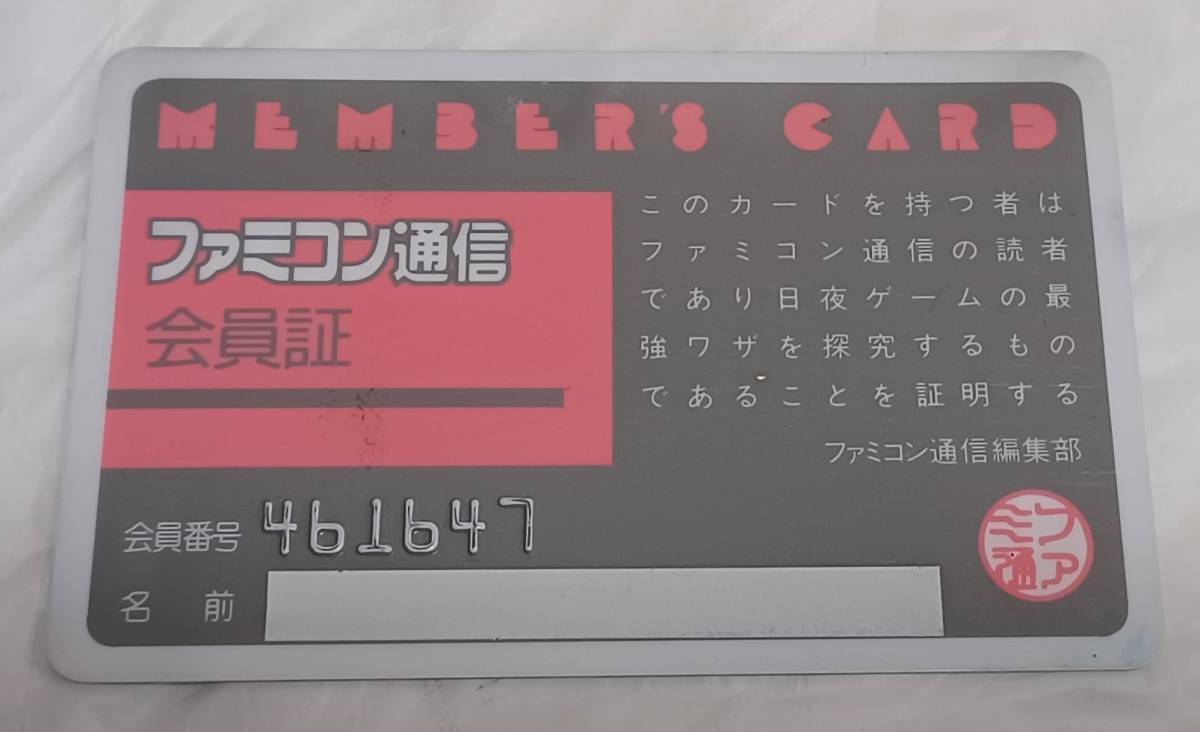 MEMBER'S CARD
ファミコン通信
会員証
このカードを持つ者は
ファミコン通信の読者
であり日夜ゲームの最
強ワザを探究するもの
であることを証明する
ファミコン通信編集部
会員番号 461647
名前
ファミ通